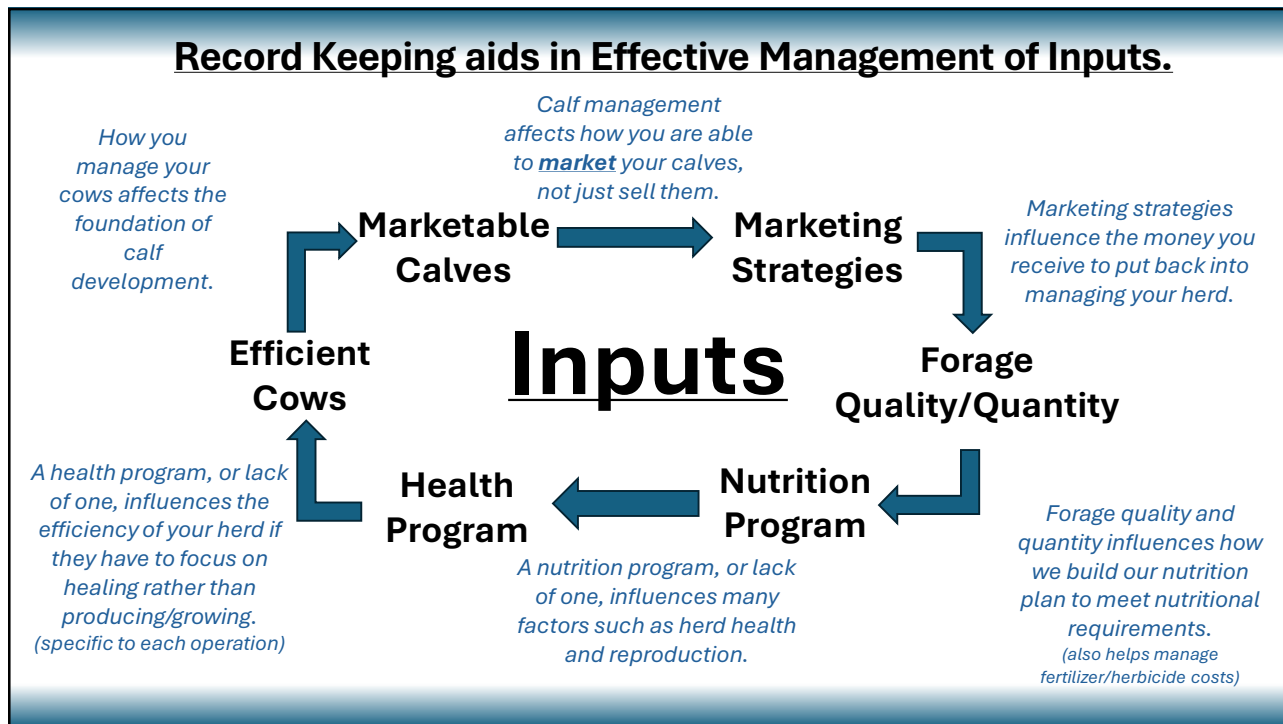 Record Keeping aids in Effective Management of Inputs.
How you
manage your
cows affects the
foundation of
calf
development.
Calf management
affects how you are able
to market your calves,
not just sell them.
Marketable
Calves
Marketing
Strategies
Marketing strategies
influence the money you
receive to put back into
managing your herd.
Efficient
Cows
Inputs
Forage
Quality/Quantity
A health program, or lack
of one, influences the
efficiency of your herd if
they have to focus on
healing rather than
producing/growing.
(specific to each operation)
Health
Program
Nutrition
Program
A nutrition program, or lack
of one, influences many
factors such as herd health
and reproduction.
Forage quality and
quantity influences how
we build our nutrition
plan to meet nutritional
requirements.
(also helps manage
fertilizer/herbicide costs)